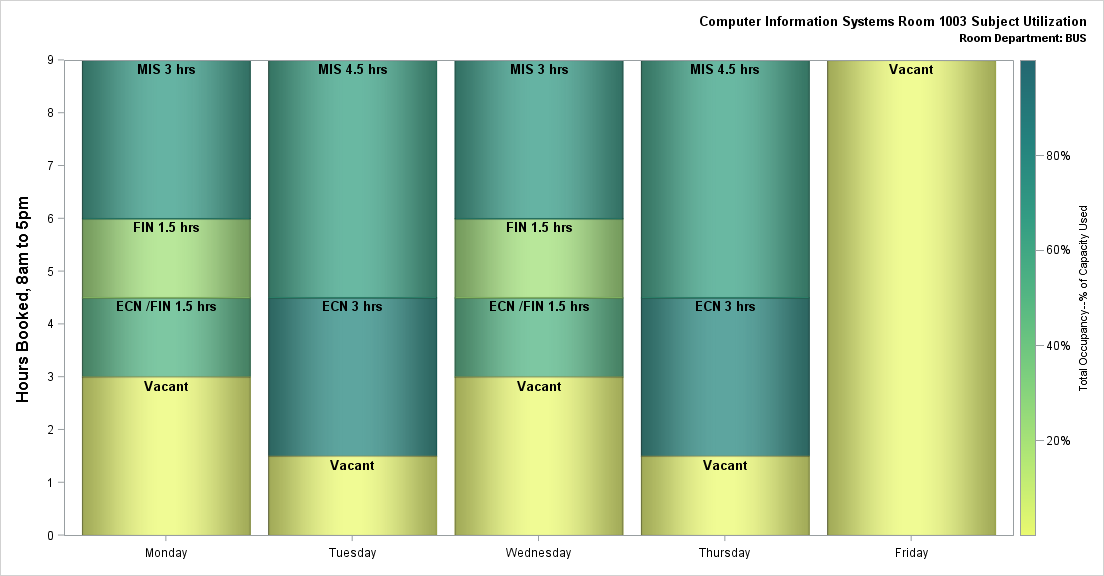 Computer Information Systems Room 1003 Subject Utilization
Room Department: BUS
Hours Booked, 8am to 5pm
9
8
7
6
5
4
3
2
1
0
MIS 3 hrs
FIN 1.5 hrs
ECN /FIN 1.5 hrs
Vacant
MIS 4.5 hrs
ECN 3 hrs
Vacant
MIS 3 hrs
FIN 1.5 hrs
ECN /FIN 1.5 hrs
Vacant
MIS 4.5 hrs
ECN 3 hrs
Vacant
Vacant
Monday
Tuesday
Wednesday
Thursday
Friday
80%
60%
40%
20%
Total Occupancy--% of Capacity Used